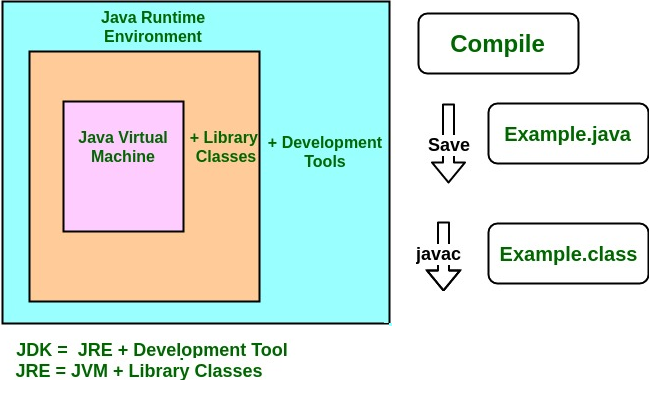 Java Runtime
Environment
Java Virtual
Machine
+ Library
Classes
+ Development
Tools
JDK =  JRE + Development Tool
JRE = JVM + Library Classes
Compile
Save
Example.java
javac
Example.class